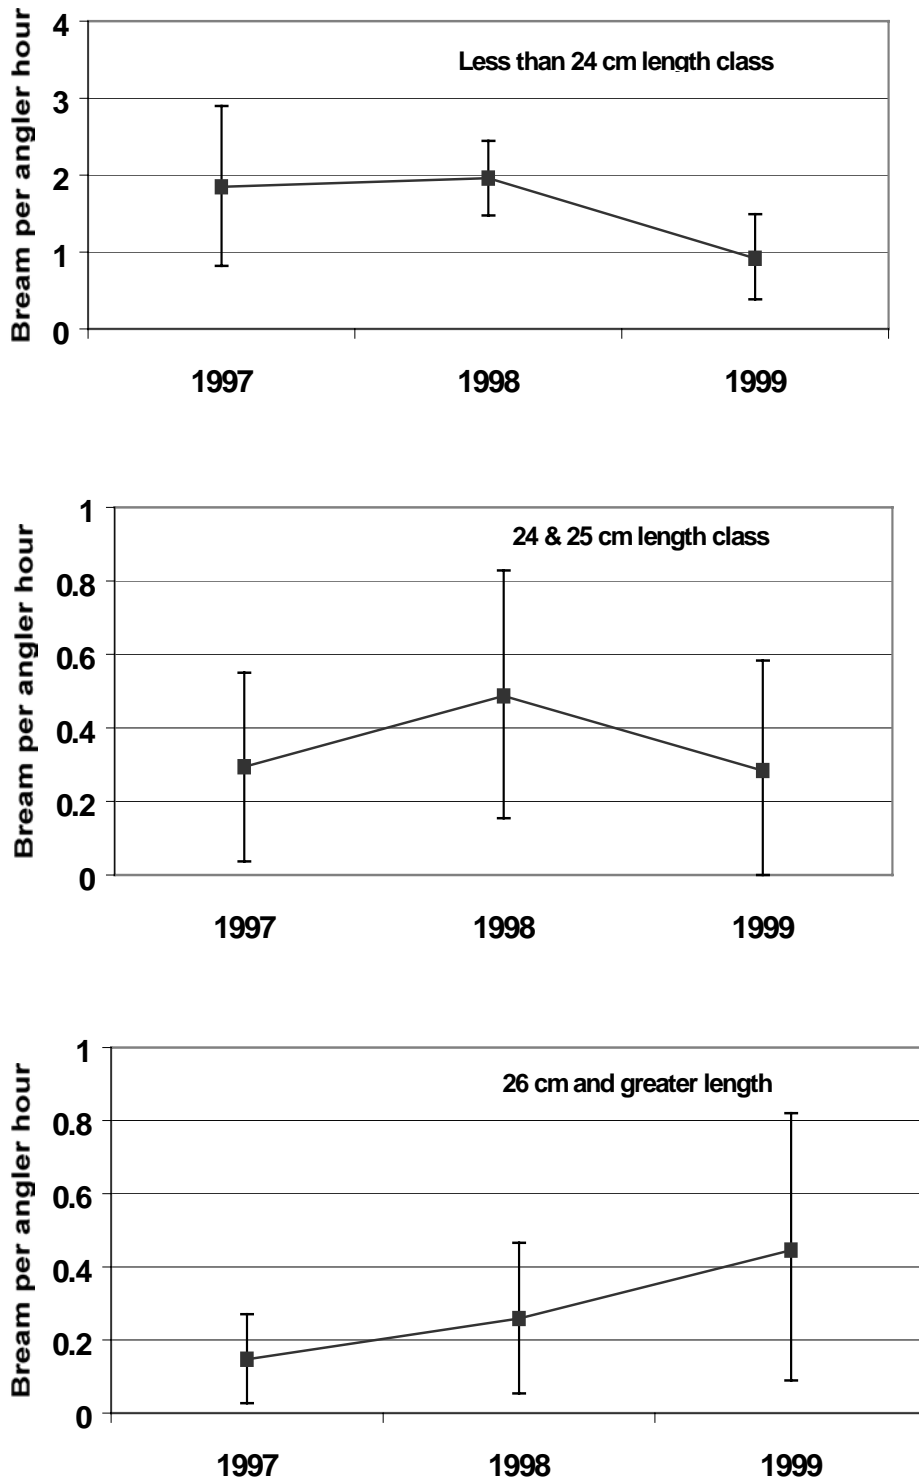 Bream per angler hour
4
Less than 24 cm length class
3
2
1
0
1997 1998 1999
Bream per angler hour
1
24 & 25 cm length class
0.8
0.6
0.4
0.2
0
1997 1998 1999
Bream per angler hour
1
26 cm and greater length
0.8
0.6
0.4
0.2
0
1997 1998 1999